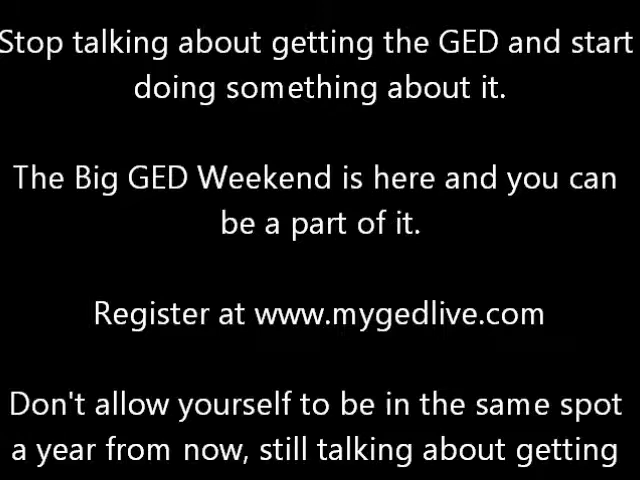 Stop talking about getting the GED and start
doing something about it.
The Big GED Weekend is here and you can
be a part of it.
Register at www.mygedlive.com
Don't allow yourself to be in the same spot
a year from now, still talking about getting